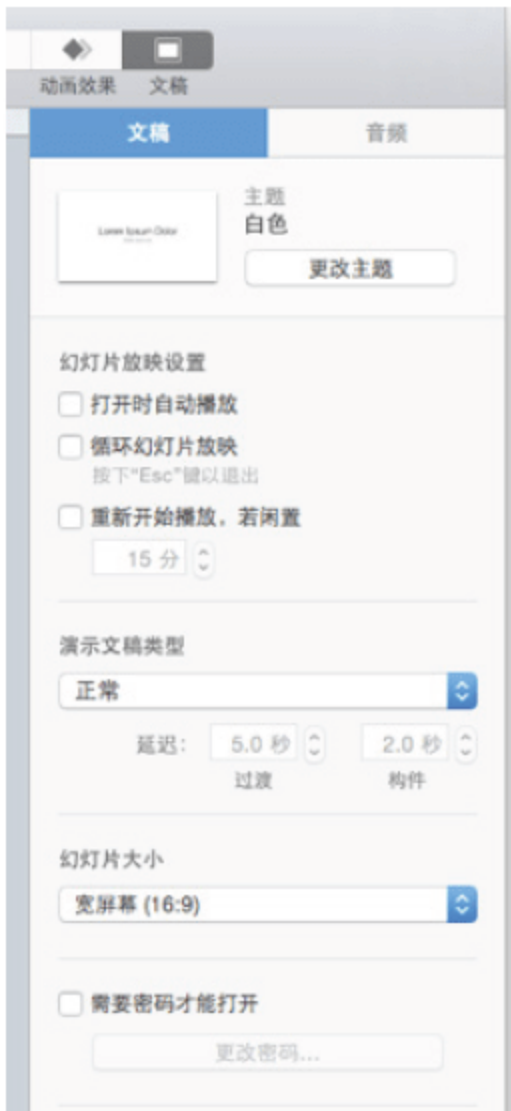 动画效果 文稿
文稿 音频
主题
白色
Lorem Ipsum Dolor
更改主题
幻灯片放映设置
打开时自动播放
循环幻灯片放映
按下“Esc”键以退出
重新开始播放，若闲置
15 分
演示文稿类型
正常
延迟： 5.0 秒 2.0 秒
过渡 构件
幻灯片大小
宽屏幕 (16:9)
需要密码才能打开
更改密码...